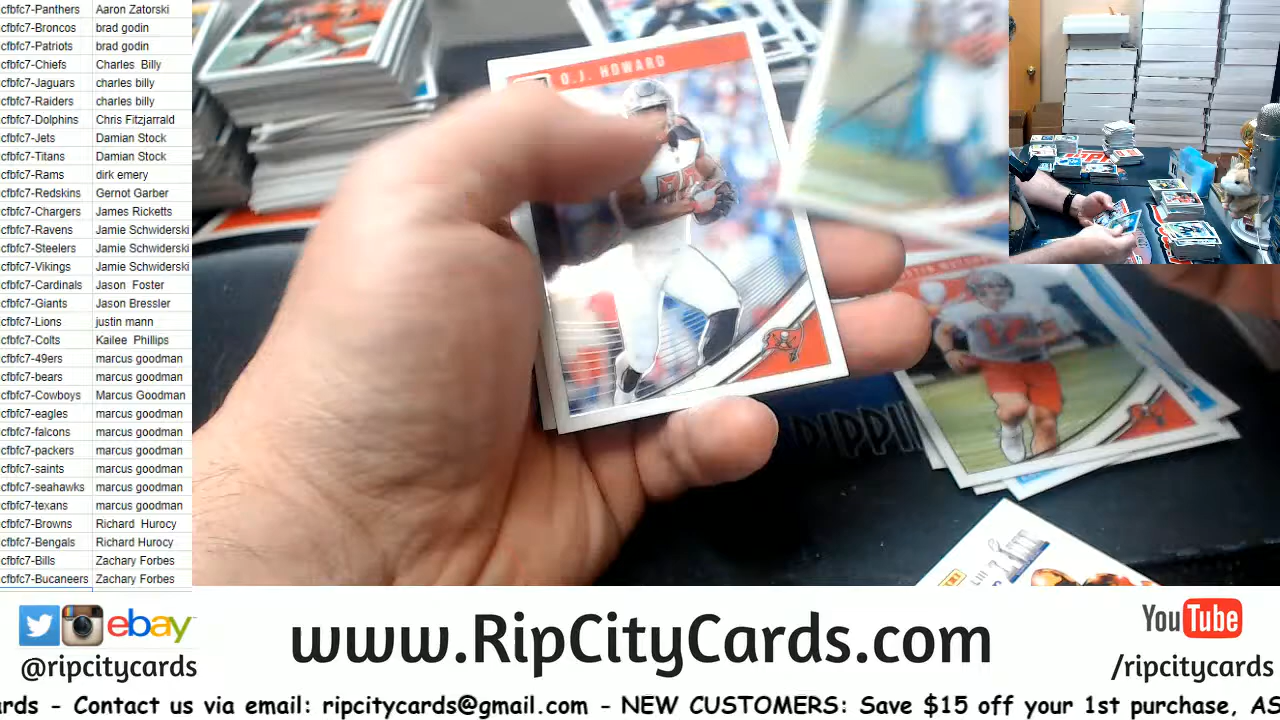 cfbfc7-Panthers Aaron Zatorski
cfbfc7-Broncos brad godin
cfbfc7-Patriots brad godin
cfbfc7-Chiefs Charles Billy
cfbfc7-Jaguars charles billy
cfbfc7-Raiders charles billy
cfbfc7-Dolphins Chris Fitzjarrald
cfbfc7-Jets Damian Stock
cfbfc7-Titans Damian Stock
cfbfc7-Rams dirk emery
cfbfc7-Redskins Gernot Garber
cfbfc7-Chargers James Ricketts
cfbfc7-Ravens Jamie Schwiderski
cfbfc7-Steelers Jamie Schwiderski
cfbfc7-Vikings Jamie Schwiderski
cfbfc7-Cardinals Jason Foster
cfbfc7-Giants Jason Bressler
cfbfc7-Lions justin mann
cfbfc7-Colts Kailee Phillips
cfbfc7-49ers marcus goodman
cfbfc7-bears marcus goodman
cfbfc7-Cowboys Marcus Goodman
cfbfc7-eagles marcus goodman
cfbfc7-falcons marcus goodman
cfbfc7-packers marcus goodman
cfbfc7-saints marcus goodman
cfbfc7-seahawks marcus goodman
cfbfc7-texans marcus goodman
cfbfc7-Browns Richard Hurocy
cfbfc7-Bengals Richard Hurocy
cfbfc7-Bills Zachary Forbes
cfbfc7-Bucaneers Zachary Forbes
O.J. HOWARD
RIPPIN
ebay
@ripcitycards
www.RipCityCards.com
YouTube
/ripcitycards
rds - Contact us via email: ripcitycards@gmail.com - NEW CUSTOMERS: Save $15 off your 1st purchase, AS